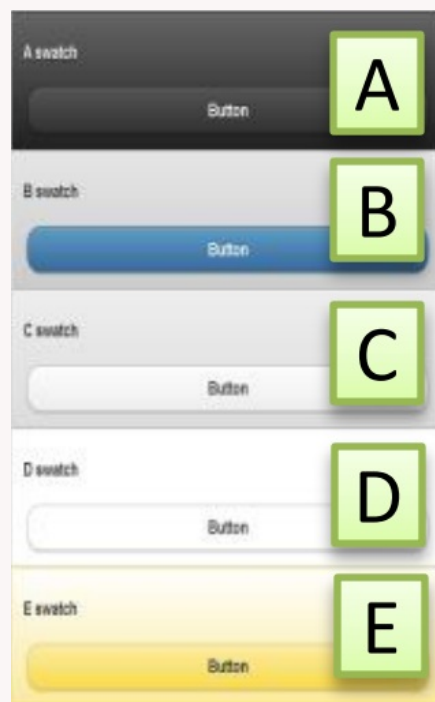 A swatch
A
Button
B swatch
B
Button
C swatch
C
Button
D swatch
D
Button
E swatch
E
Button